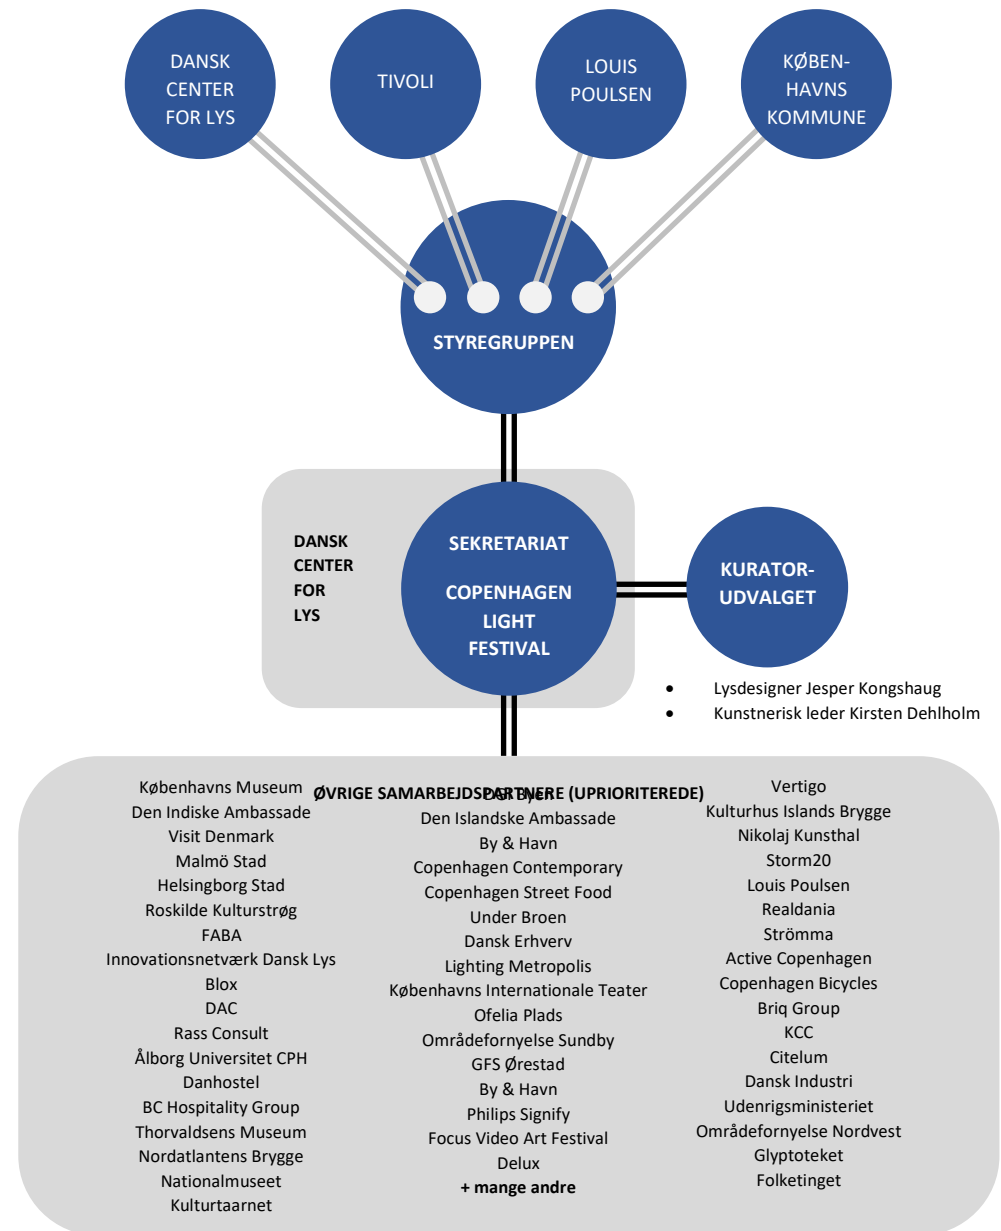 DANSK
CENTER
FOR LYS
TIVOLI
LOUIS
POULSEN
KØBEN-
HAVNS
KOMMUNE
STYREGRUPPEN
DANSK
CENTER
FOR
LYS
SEKRETARIAT
COPENHAGEN
LIGHT
FESTIVAL
KURATOR-
UDVALGET
• Lysdesigner Jesper Kongshaug
• Kunstnerisk leder Kirsten Dehlholm
ØVRIGE SAMARBEJDSPARTNERE (UPRIORITEREDE)
Københavns Museum
Den Indiske Ambassade
Visit Denmark
Malmö Stad
Helsingborg Stad
Roskilde Kulturstrøg
FABA
Innovationsnetværk Dansk Lys
Blox
DAC
Rass Consult
Ålborg Universitet CPH
Danhostel
BC Hospitality Group
Thorvaldsens Museum
Nordatlantens Brygge
Nationalmuseet
Kulturtaarnet
DGI Byen
Den Islandske Ambassade
By & Havn
Copenhagen Contemporary
Copenhagen Street Food
Under Broen
Dansk Erhverv
Lighting Metropolis
Københavns Internationale Teater
Ofelia Plads
Områdefornyelse Sundby
GFS Ørestad
By & Havn
Philips Signify
Focus Video Art Festival
Delux
+ mange andre
Vertigo
Kulturhus Islands Brygge
Nikolaj Kunsthal
Storm20
Louis Poulsen
Realdania
Strömma
Active Copenhagen
Copenhagen Bicycles
Briq Group
KCC
Citelum
Dansk Industri
Udenrigsministeriet
Områdefornyelse Nordvest
Glyptoteket
Folketinget